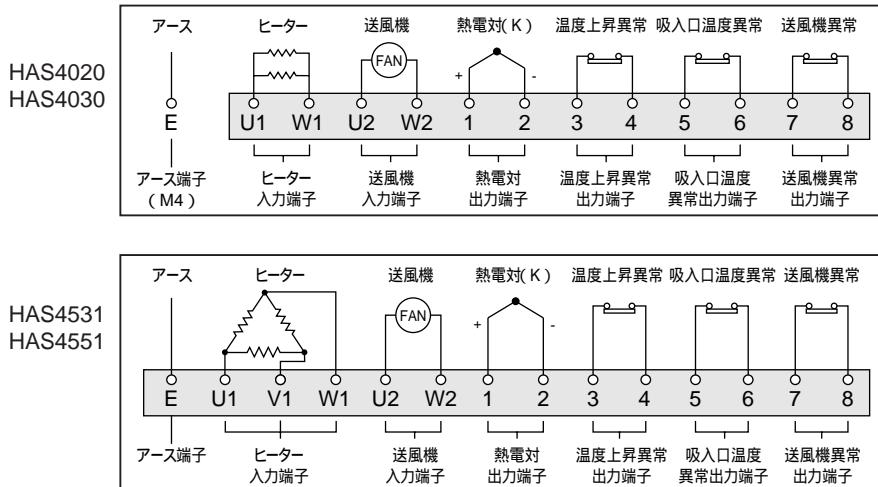 アース ヒーター 送風機 熱電対(K) 温度上昇異常 吸入口温度異常 送風機異常
FAN
+ -
HAS4020
HAS4030
E U1 W1 U2 W2 1 2 3 4 5 6 7 8
アース端子 ヒーター 送風機 熱電対 温度上昇異常 吸入口温度 送風機異常
(M4) 入力端子 入力端子 出力端子 出力端子 異常出力端子 出力端子
アース ヒーター 送風機 熱電対(K) 温度上昇異常 吸入口温度異常 送風機異常
HAS4531
HAS4551
FAN
+ -
E U1 V1 W1 U2 W2 1 2 3 4 5 6 7 8
アース端子 ヒーター 送風機 熱電対 温度上昇異常 吸入口温度 送風機異常
入力端子 入力端子 出力端子 出力端子 異常出力端子 出力端子